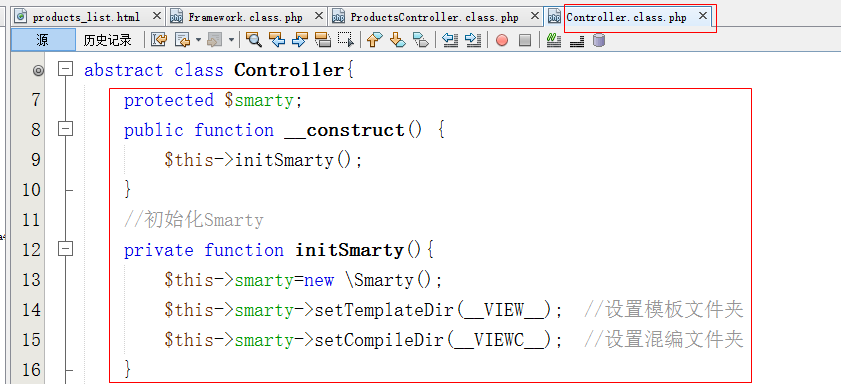 products_list.html Framework.class.php ProductsController.class.php Controller.class.php
源 历史记录
abstract class Controller{
7 protected $smarty;
8 public function __construct() {
9 $this->initSmarty();
10 }
11 //初始化Smarty
12 private function initSmarty(){
13 $this->smarty=new \Smarty();
14 $this->smarty->setTemplateDir(__VIEW__); //设置模板文件夹
15 $this->smarty->setCompileDir(__VIEWC__); //设置混编文件夹
16 }